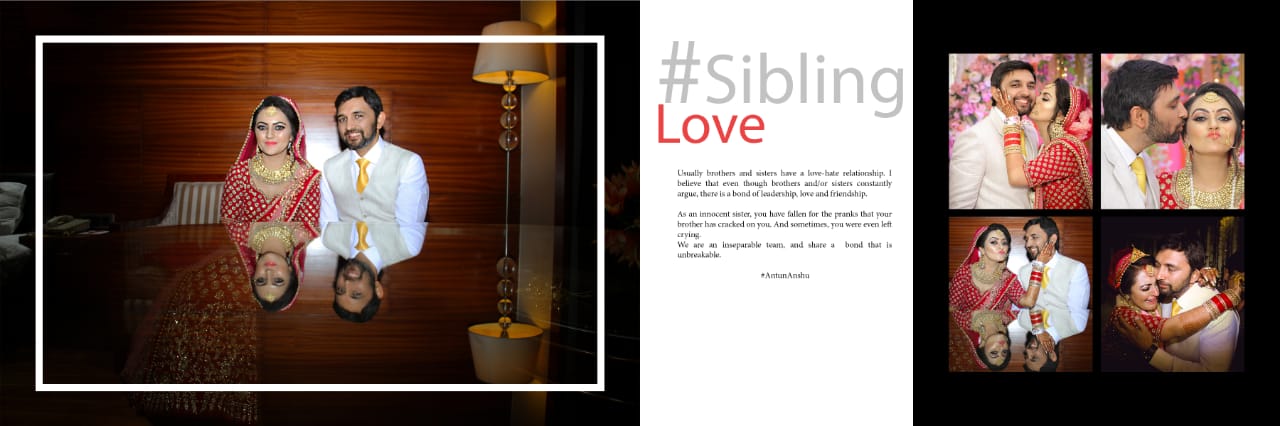 #Sibling
Love
Usually brothers and sisters have a love-hate relationship. I
believe that even though brothers and/or sisters constantly
argue, there is a bond of leadership, love and friendship.
As an innocent sister, you have fallen for the pranks that your
brother has cracked on you. And sometimes, you were even left
crying.
We are an inseparable team, and share a bond that is
unbreakable.
#AntunAnshu